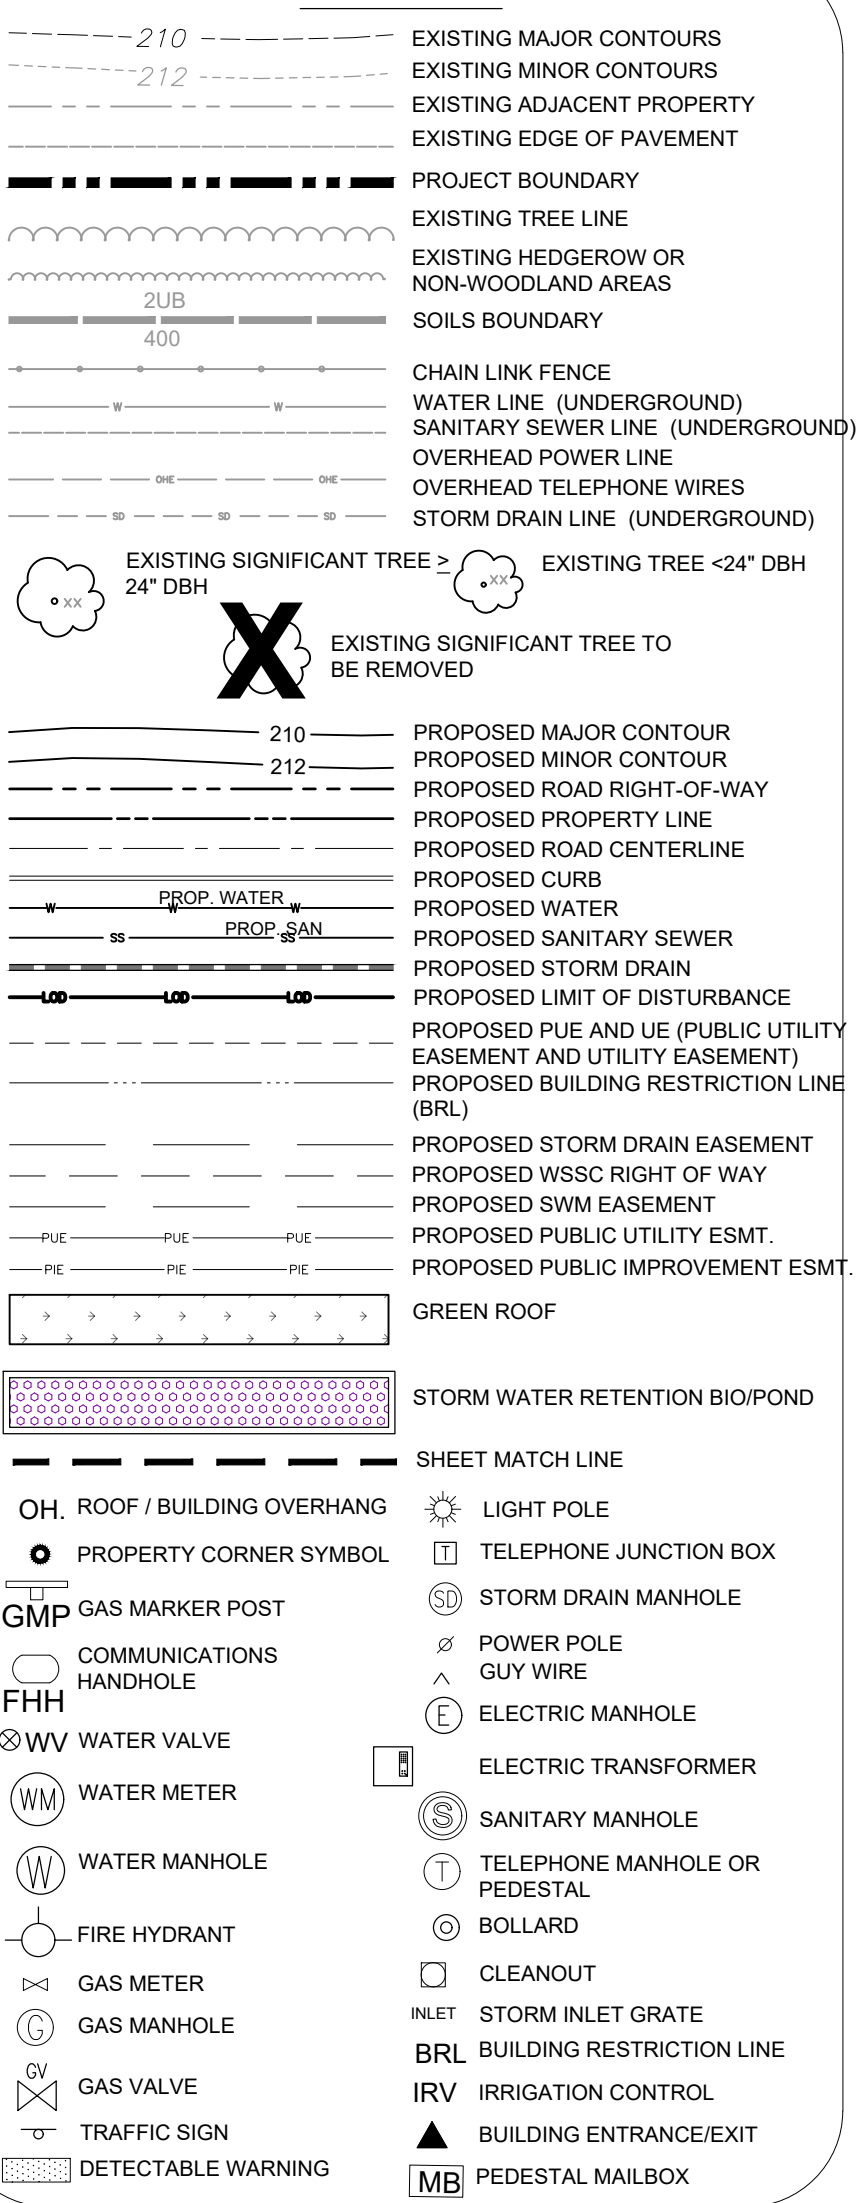 210 EXISTING MAJOR CONTOURS
212 EXISTING MINOR CONTOURS
EXISTING ADJACENT PROPERTY
EXISTING EDGE OF PAVEMENT
PROJECT BOUNDARY
EXISTING TREE LINE
EXISTING HEDGEROW OR
NON-WOODLAND AREAS
2UB
SOILS BOUNDARY
400
CHAIN LINK FENCE
W W WATER LINE (UNDERGROUND)
SANITARY SEWER LINE (UNDERGROUND)
OVERHEAD POWER LINE
OHE OHE OVERHEAD TELEPHONE WIRES
SD SD SD STORM DRAIN LINE (UNDERGROUND)
XX EXISTING SIGNIFICANT TREE ≥
24" DBH
XX EXISTING TREE <24" DBH
X EXISTING SIGNIFICANT TREE TO
BE REMOVED
210 PROPOSED MAJOR CONTOUR
212 PROPOSED MINOR CONTOUR
PROPOSED ROAD RIGHT-OF-WAY
PROPOSED PROPERTY LINE
PROPOSED ROAD CENTERLINE
PROPOSED CURB
PROP. WATER
W W W PROPOSED WATER
PROP. SAN
SS SS PROPOSED SANITARY SEWER
PROPOSED STORM DRAIN
LOD LOD LOD PROPOSED LIMIT OF DISTURBANCE
PROPOSED PUE AND UE (PUBLIC UTILITY
EASEMENT AND UTILITY EASEMENT)
PROPOSED BUILDING RESTRICTION LINE
(BRL)
PROPOSED STORM DRAIN EASEMENT
PROPOSED WSSC RIGHT OF WAY
PROPOSED SWM EASEMENT
PUE PUE PUE PROPOSED PUBLIC UTILITY ESMT.
PIE PIE PIE PROPOSED PUBLIC IMPROVEMENT ESMT.
GREEN ROOF
STORM WATER RETENTION BIO/POND
SHEET MATCH LINE
OH. ROOF / BUILDING OVERHANG
PROPERTY CORNER SYMBOL
GMP GAS MARKER POST
COMMUNICATIONS
HANDHOLE
FHH
WV WATER VALVE
WM WATER METER
W WATER MANHOLE
FIRE HYDRANT
GAS METER
G GAS MANHOLE
GV
GAS VALVE
TRAFFIC SIGN
DETECTABLE WARNING
LIGHT POLE
T TELEPHONE JUNCTION BOX
SD STORM DRAIN MANHOLE
POWER POLE
GUY WIRE
E ELECTRIC MANHOLE
ELECTRIC TRANSFORMER
S SANITARY MANHOLE
T TELEPHONE MANHOLE OR
PEDESTAL
BOLLARD
CLEANOUT
INLET STORM INLET GRATE
BRL BUILDING RESTRICTION LINE
IRV IRRIGATION CONTROL
BUILDING ENTRANCE/EXIT
MB PEDESTAL MAILBOX